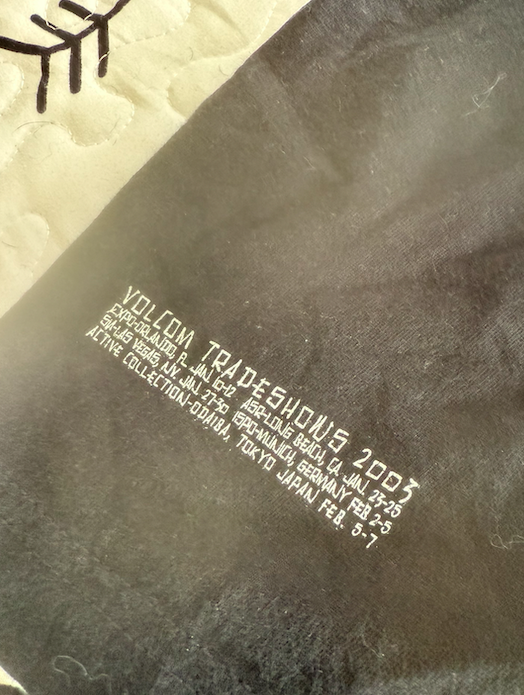 VOLCOM TRADESHOWS 2003
EXPO-ORLANDO, FL JAN. 10-12 ASR-LONG BEACH, CA. JAN. 23-25
SIA-LAS VEGAS, NV. JAN. 27-30 ISPO-MUNICH, GERMANY FEB 2-5
ACTIVE COLLECTION-ODAIBA, TOKYO JAPAN FEB. 5-7